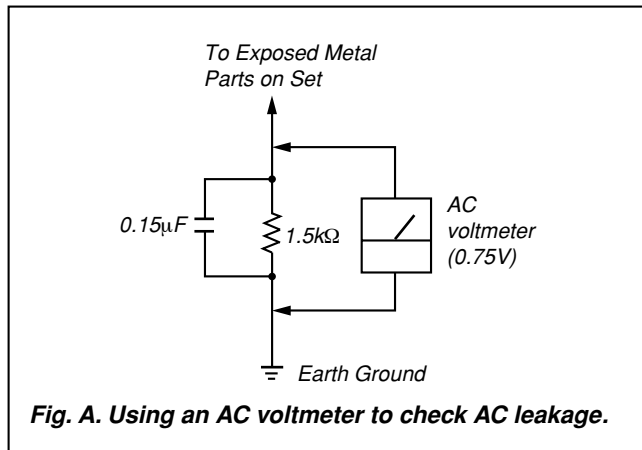 To Exposed Metal
Parts on Set
0.15μF
1.5kΩ
AC
voltmeter
(0.75V)
Earth Ground
Fig. A. Using an AC voltmeter to check AC leakage.